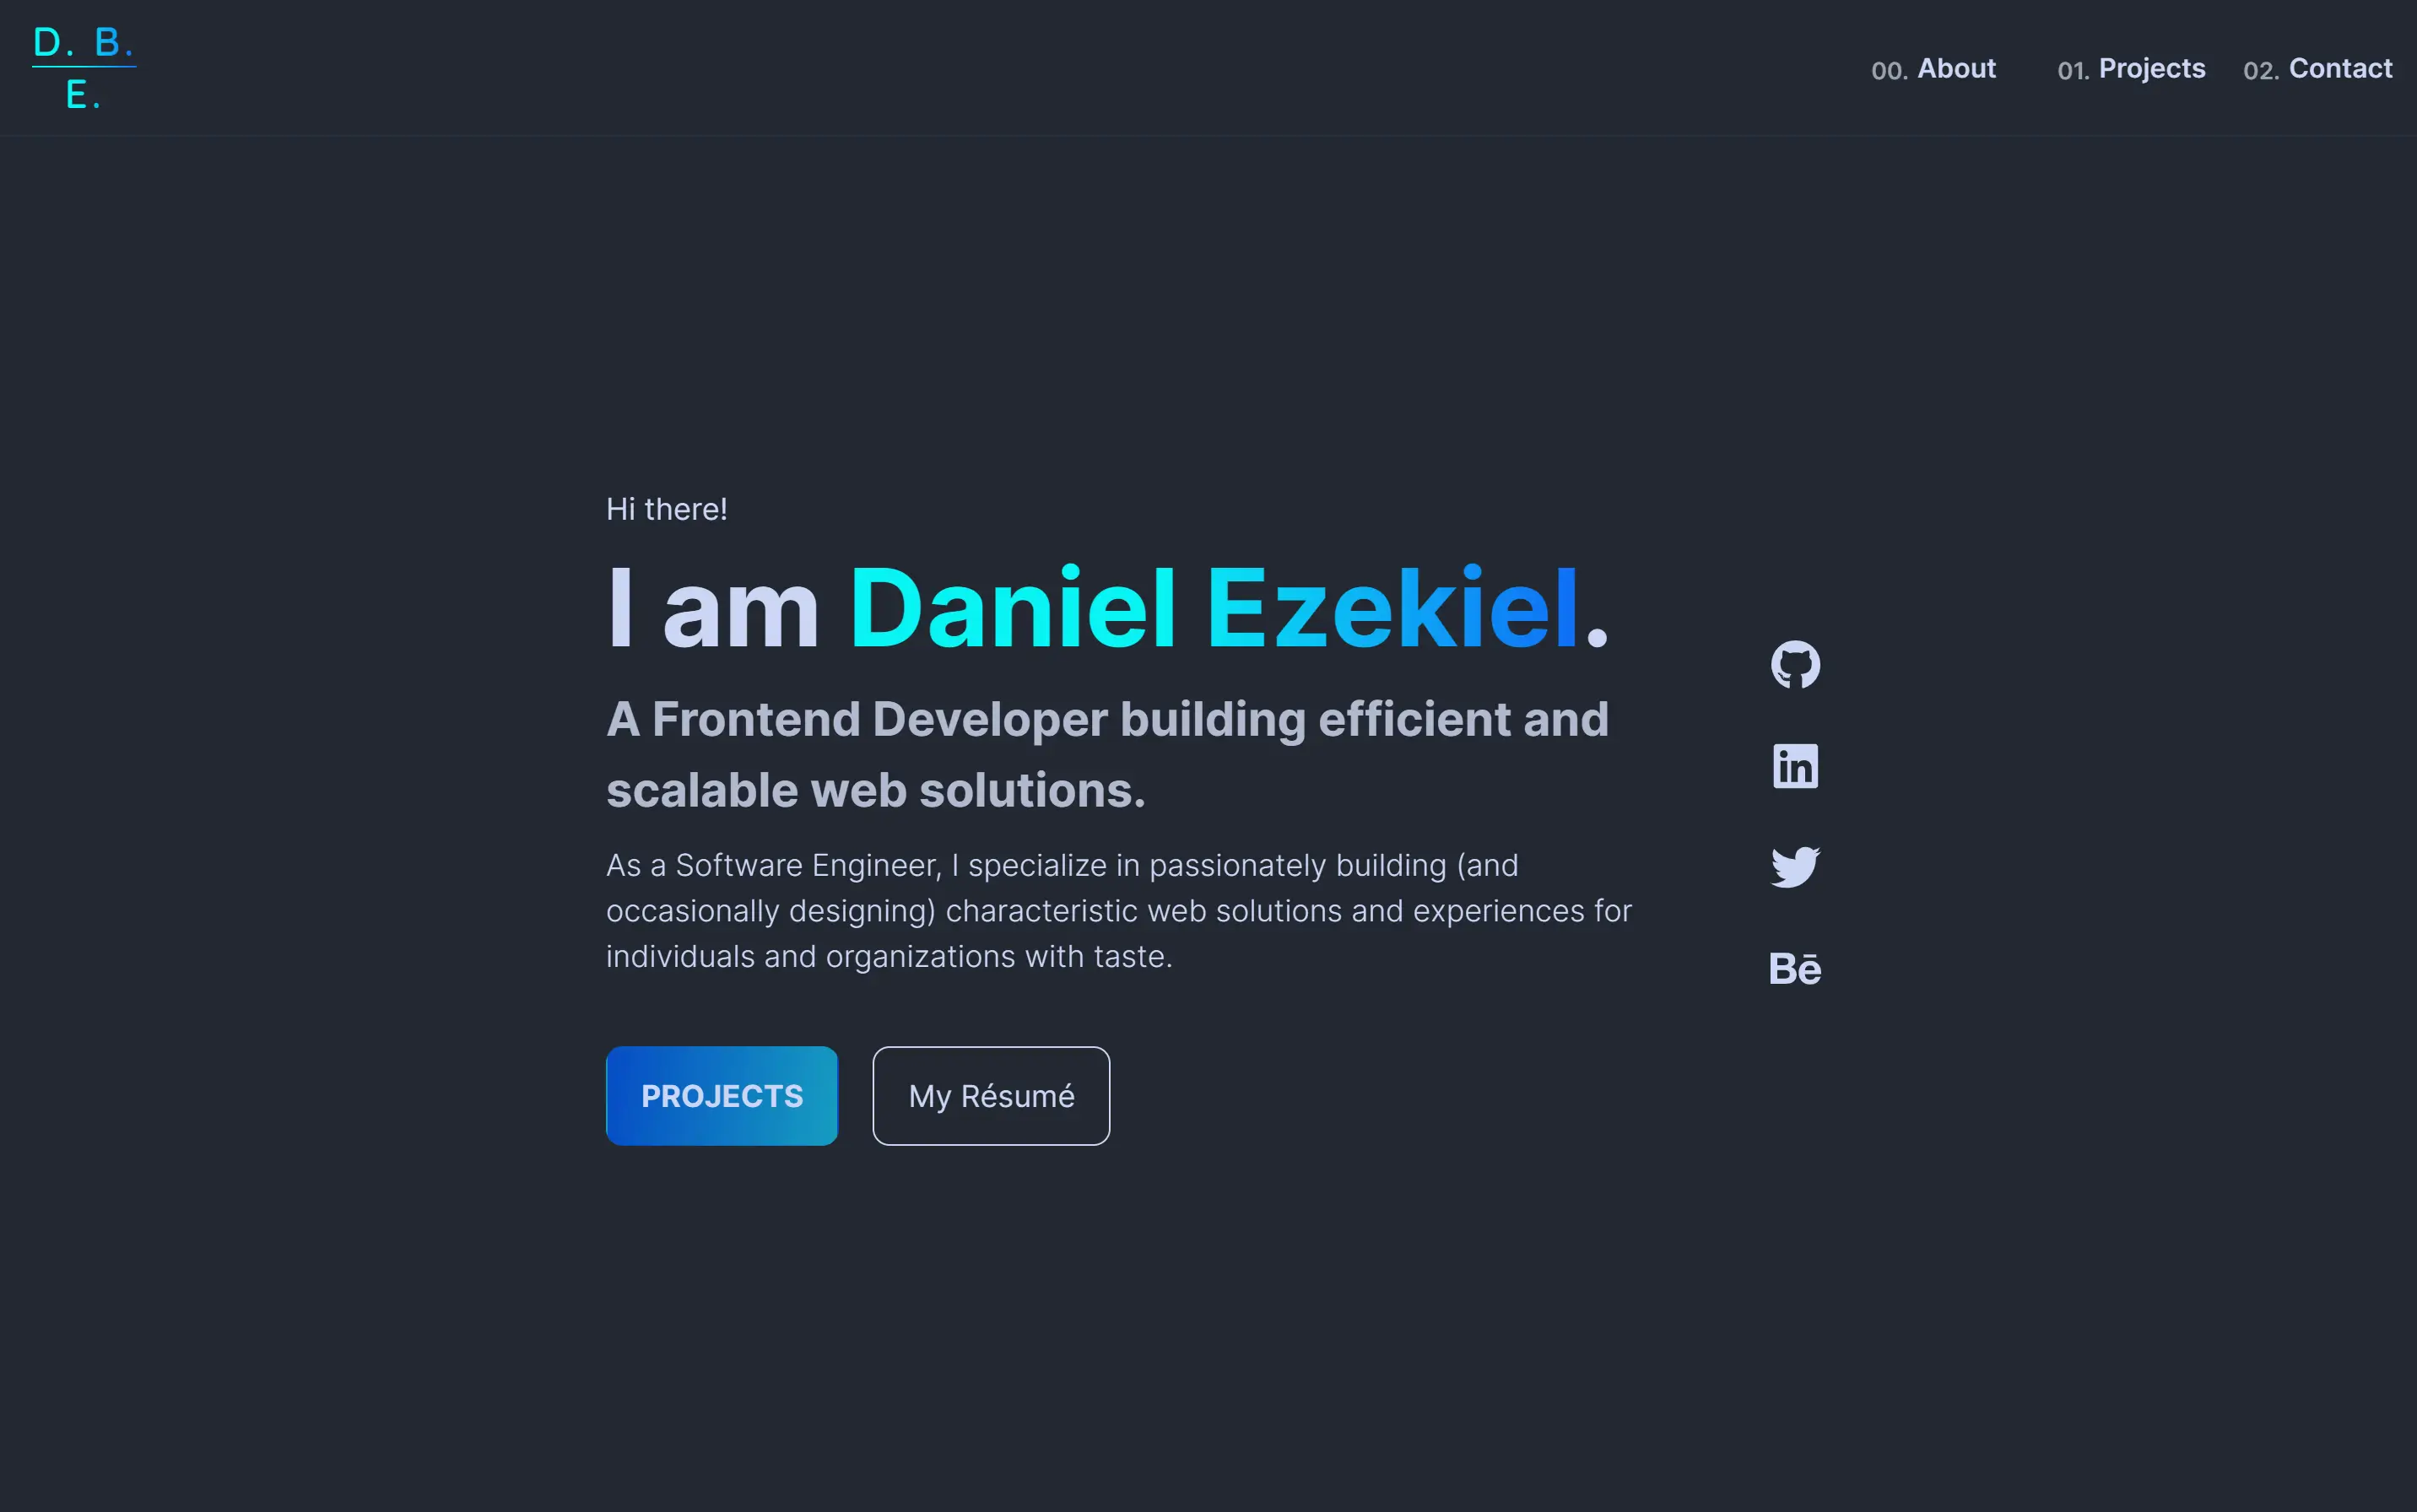 D. B.
E.
00. About
01. Projects
02. Contact
Hi there!
I am Daniel Ezekiel.
A Frontend Developer building efficient and
scalable web solutions.
As a Software Engineer, I specialize in passionately building (and
occasionally designing) characteristic web solutions and experiences for
individuals and organizations with taste.
PROJECTS
My Résumé
in
Bē